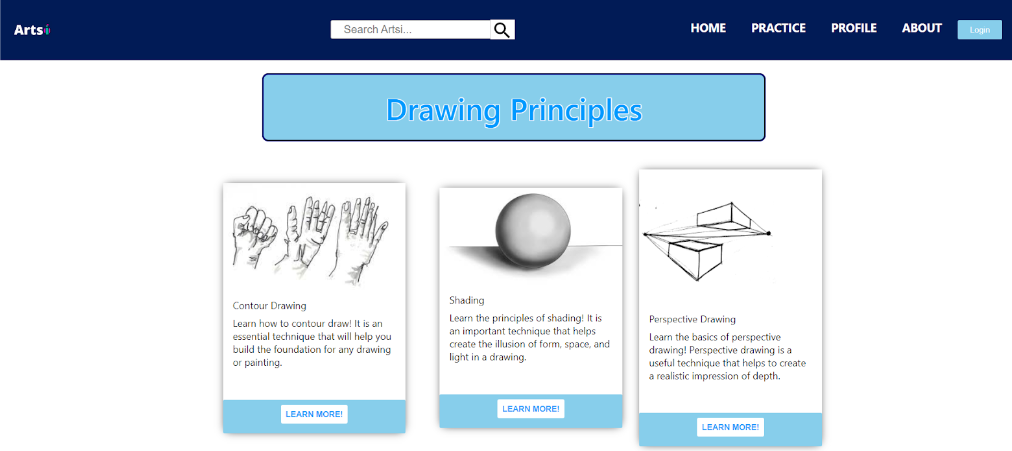 Artsi
Search Artsi...
HOME PRACTICE PROFILE ABOUT Login
Drawing Principles
Contour Drawing
Learn how to contour draw! It is an
essential technique that will help you
build the foundation for any drawing
or painting.
LEARN MORE!
Shading
Learn the principles of shading! It is
an important technique that helps
create the illusion of form, space, and
light in a drawing.
LEARN MORE!
Perspective Drawing
Learn the basics of perspective
drawing! Perspective drawing is a
useful technique that helps to create
a realistic impression of depth.
LEARN MORE!